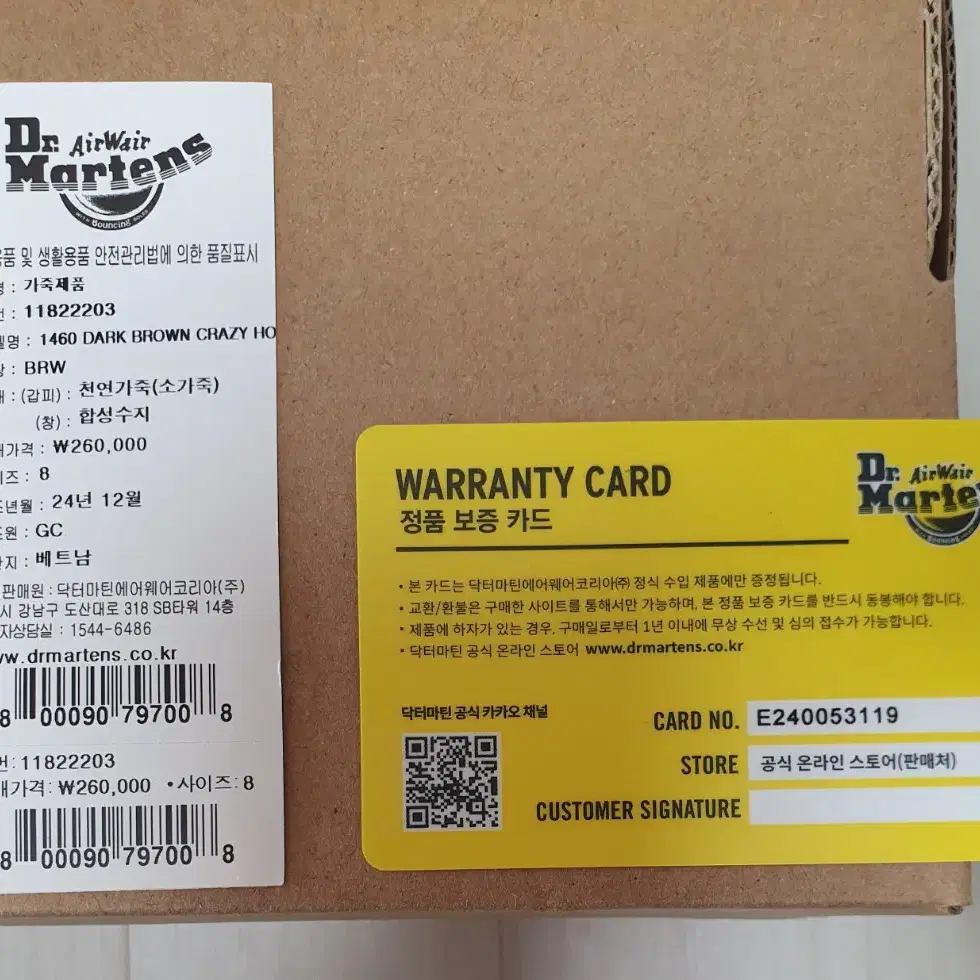 Dr. AirWair
Martens
WITH Bouncing SOLES
용품 및 생활용품 안전관리법에 의한 품질표시
명 : 가죽제품
번 : 11822203
델명 : 1460 DARK BROWN CRAZY HO
상 : BRW
재 : (갑피) : 천연가죽(소가죽)
(창) : 합성수지
매가격 : ₩260,000
이즈 : 8
조년월 : 24년 12월
조원 : GC
산지 : 베트남
판매원 : 닥터마틴에어웨어코리아(주)
시 강남구 도산대로 318 SB타워 14층
자상담실 : 1544-6486
ww.drmartens.co.kr
8 00090 79700 8
번: 11822203
매가격: ₩260,000 •사이즈: 8
8 00090 79700 8
WARRANTY CARD
정품 보증 카드
Dr. AirWair
Marte
Bouncing
• 본 카드는 닥터마틴에어웨어코리아㈜ 정식 수입 제품에만 증정됩니다.
• 교환/환불은 구매한 사이트를 통해서만 가능하며, 본 정품 보증 카드를 반드시 동봉해야 합니다.
• 제품에 하자가 있는 경우, 구매일로부터 1년 이내에 무상 수선 및 심의 접수가 가능합니다.
• 닥터마틴 공식 온라인 스토어 www.drmartens.co.kr
닥터마틴 공식 카카오 채널
CARD NO. E240053119
STORE 공식 온라인 스토어(판매처)
CUSTOMER SIGNATURE